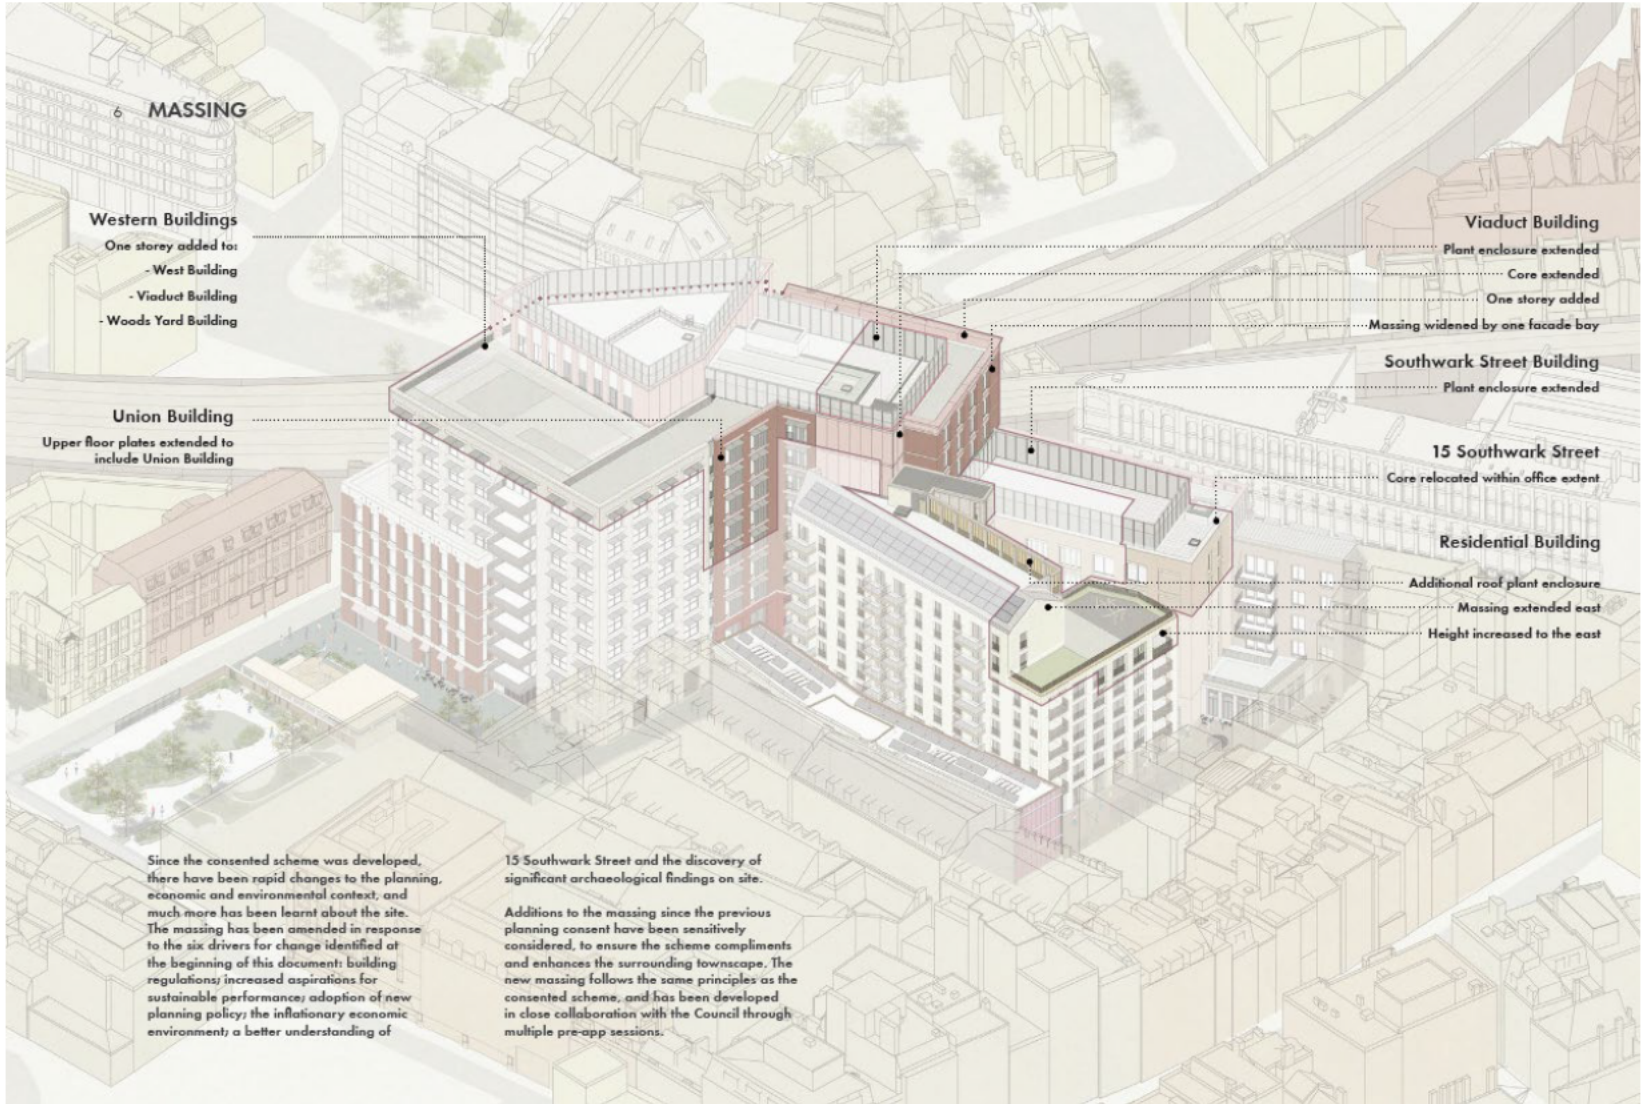 6 MASSING
Western Buildings
One storey added to:
- West Building
- Viaduct Building
- Woods Yard Building
Union Building
Upper floor plates extended to
include Union Building
Viaduct Building
Plant enclosure extended
Core extended
One storey added
Massing widened by one facade bay
Southwark Street Building
Plant enclosure extended
15 Southwark Street
Core relocated within office extent
Residential Building
Additional roof plant enclosure
Massing extended east
Height increased to the east
Since the consented scheme was developed,
there have been rapid changes to the planning,
economic and environmental context, and
much more has been learnt about the site.
The massing has been amended in response
to the six drivers for change identified at
the beginning of this document: building
regulations; increased aspirations for
sustainable performance; adoption of new
planning policy; the inflationary economic
environment; a better understanding of
15 Southwark Street and the discovery of
significant archaeological findings on site.
Additions to the massing since the previous
planning consent have been sensitively
considered, to ensure the scheme compliments
and enhances the surrounding townscape. The
new massing follows the same principles as the
consented scheme, and has been developed
in close collaboration with the Council through
multiple pre-app sessions.